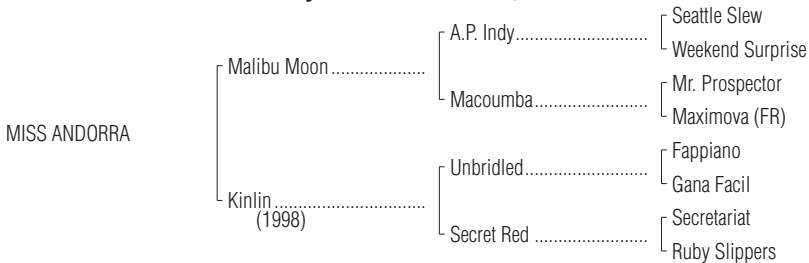 Seattle Slew
A.P. Indy
Weekend Surprise
Malibu Moon
Mr. Prospector
Macoumba
Maximova (FR)
MISS ANDORRA
Fappiano
Unbridled
Gana Facil
Kinlin
(1998)
Secretariat
Secret Red
Ruby Slippers